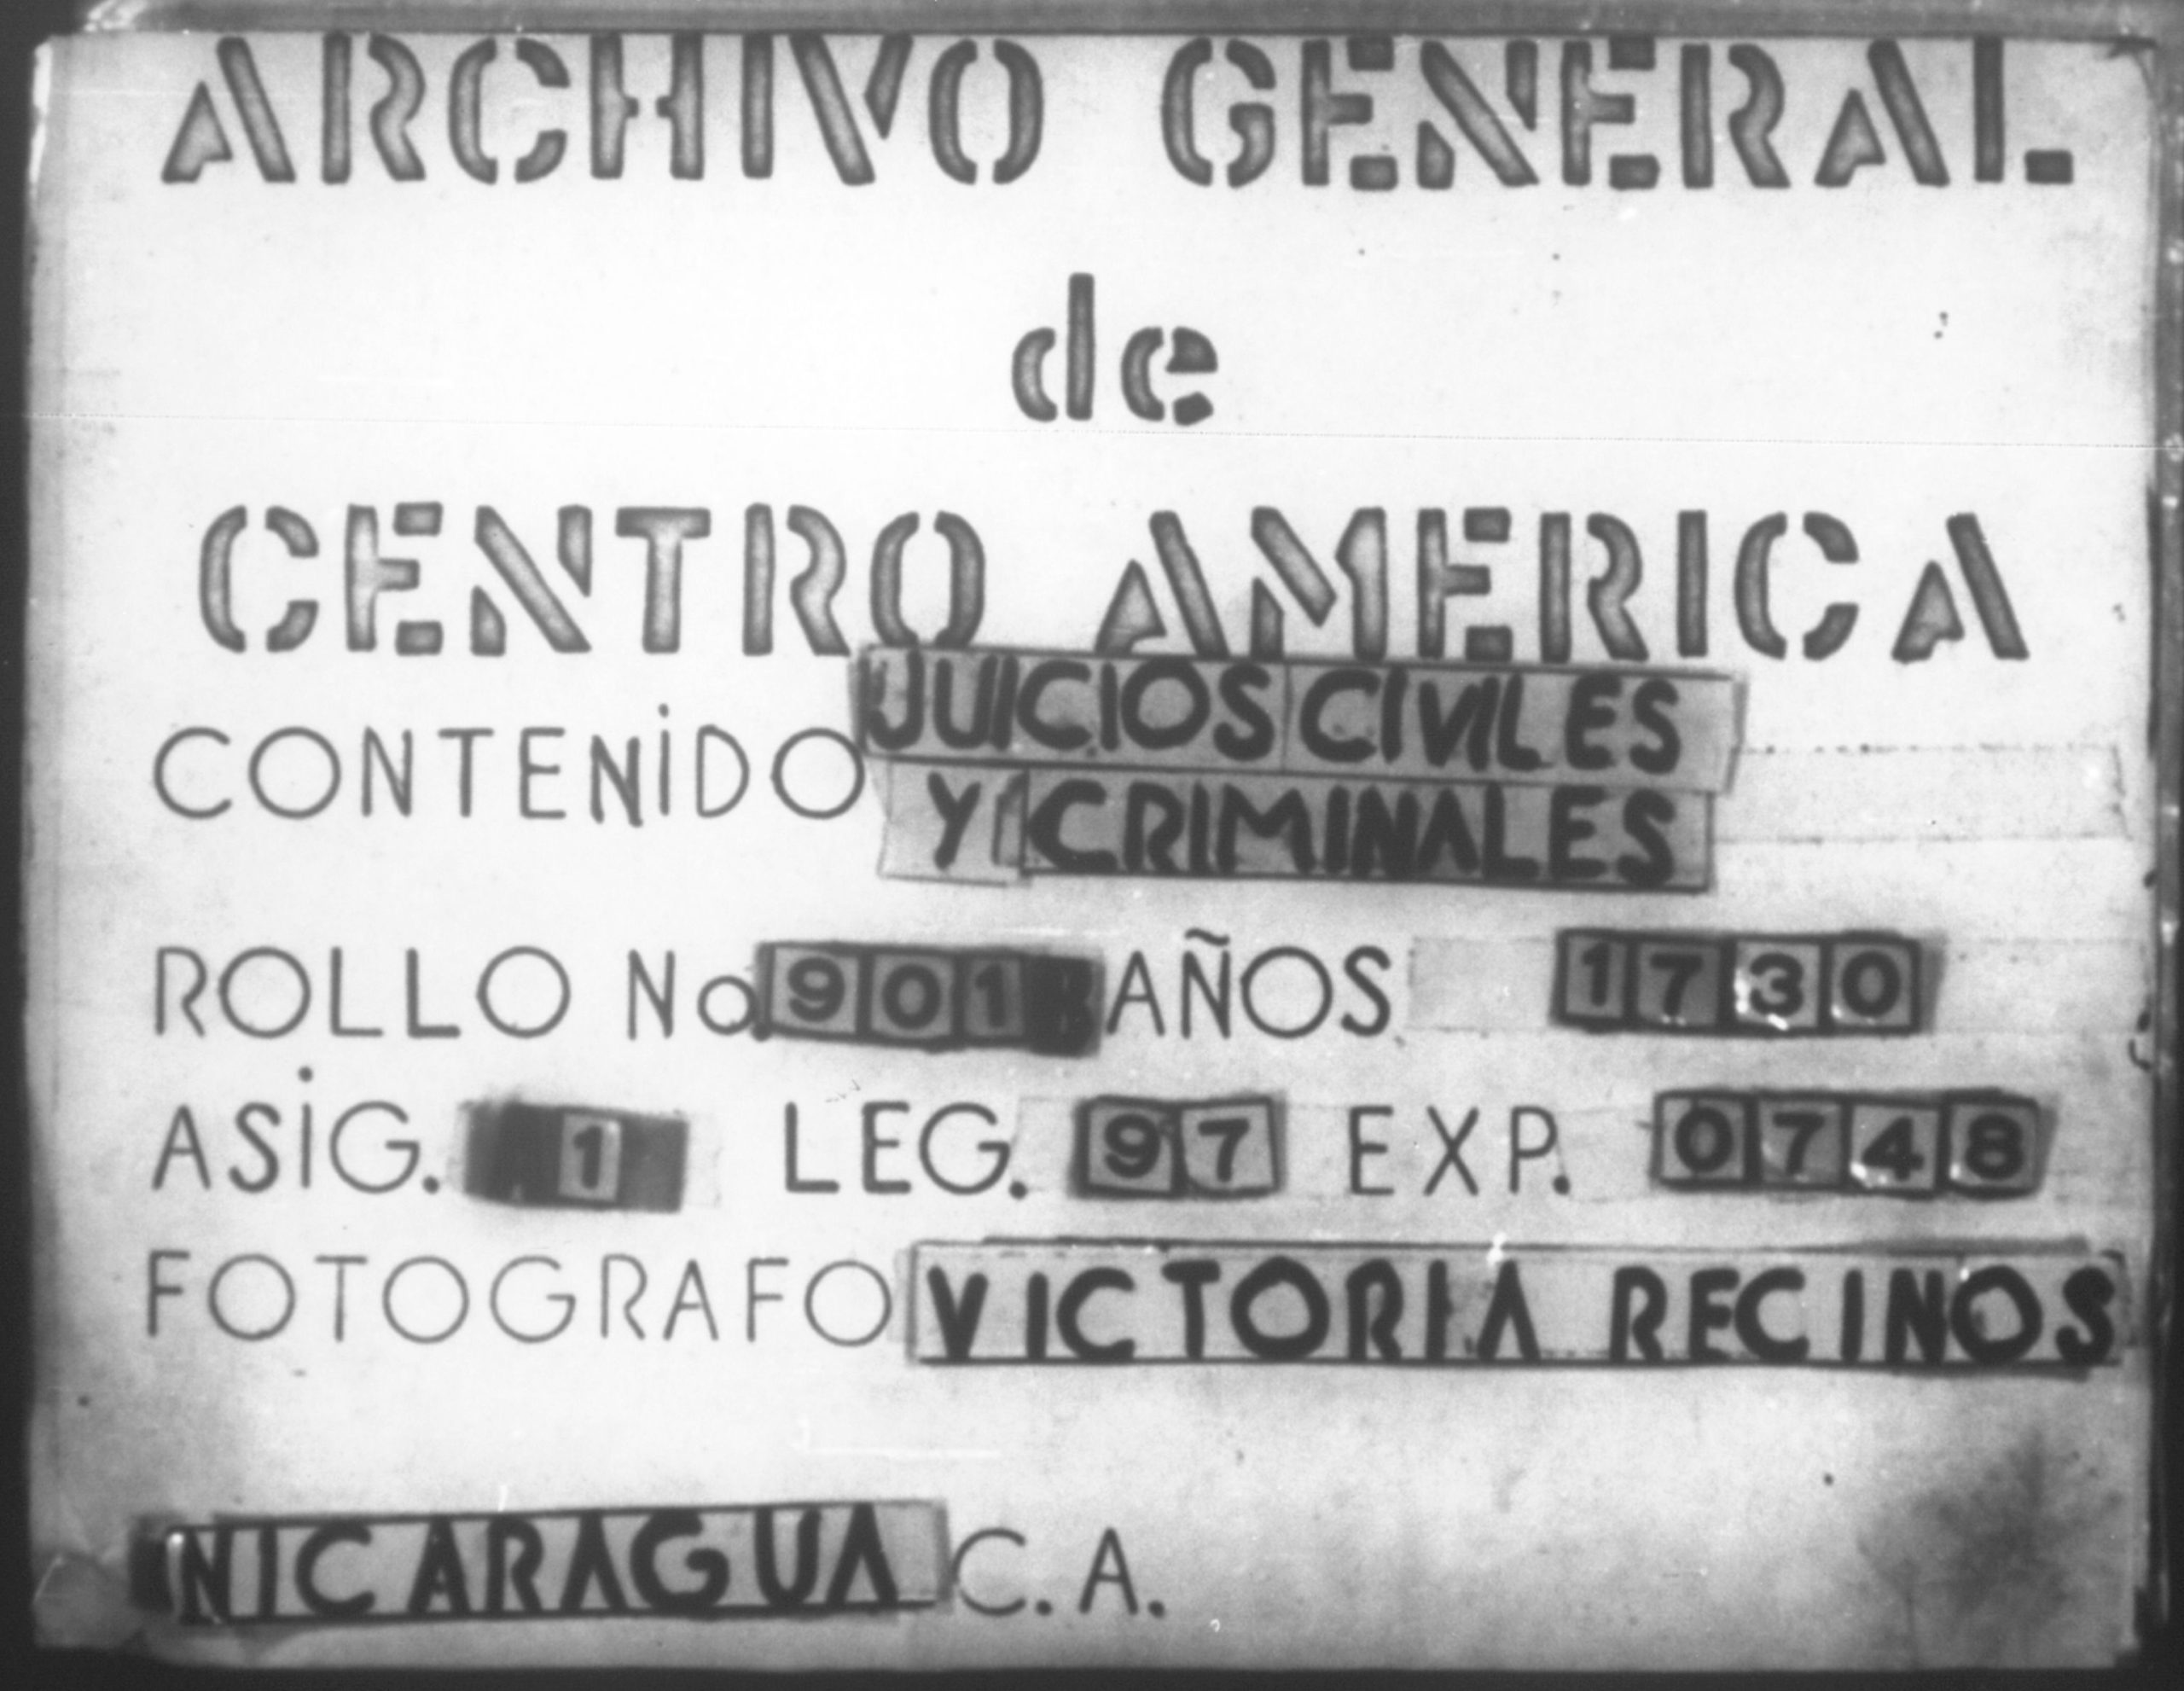 ARCHIVO GENERAL
de
CENTRO AMERICA
CONTENIDO JUICIOS CIVILES
Y CRIMINALES
ROLLO No. 901 AÑOS 1730
ASIG. 1 LEG. 97 EXP. 0748
FOTOGRAFO VICTORIA RECINOS
NICARAGUA C.A.